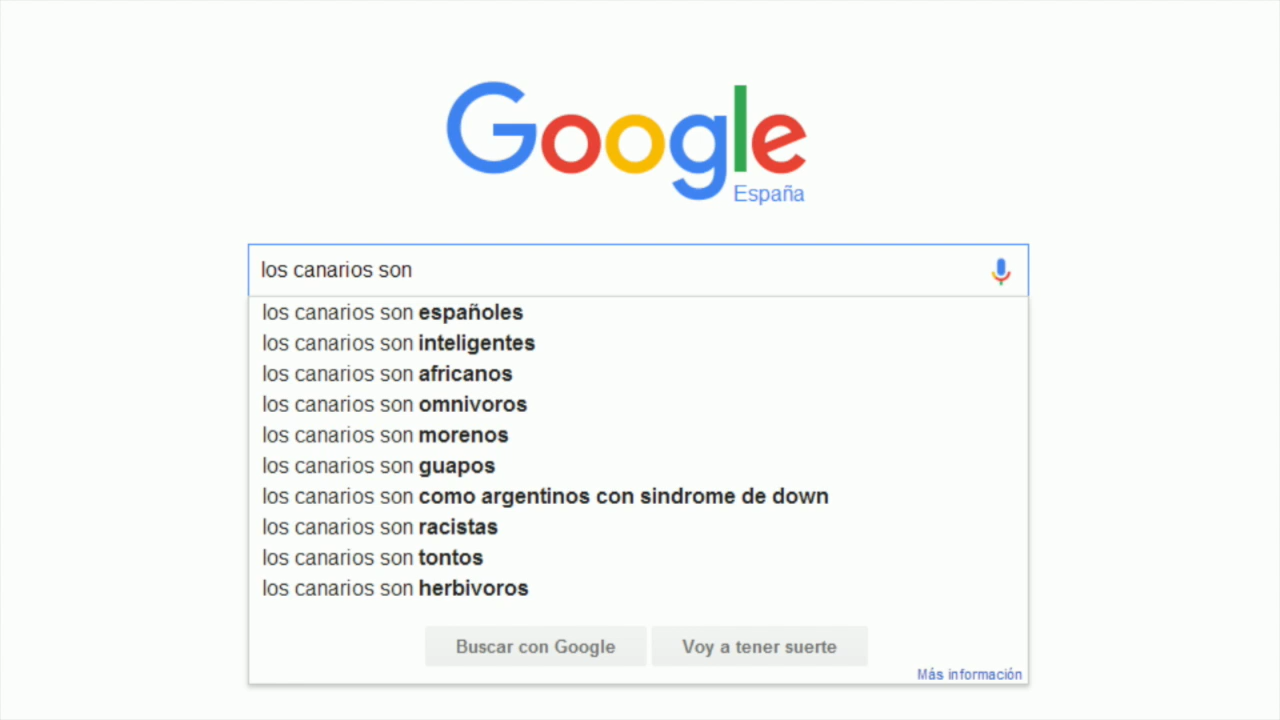 Google
España
los canarios son
los canarios son españoles
los canarios son inteligentes
los canarios son africanos
los canarios son omnivoros
los canarios son morenos
los canarios son guapos
los canarios son como argentinos con sindrome de down
los canarios son racistas
los canarios son tontos
los canarios son herbivoros
Buscar con Google Voy a tener suerte
Más información